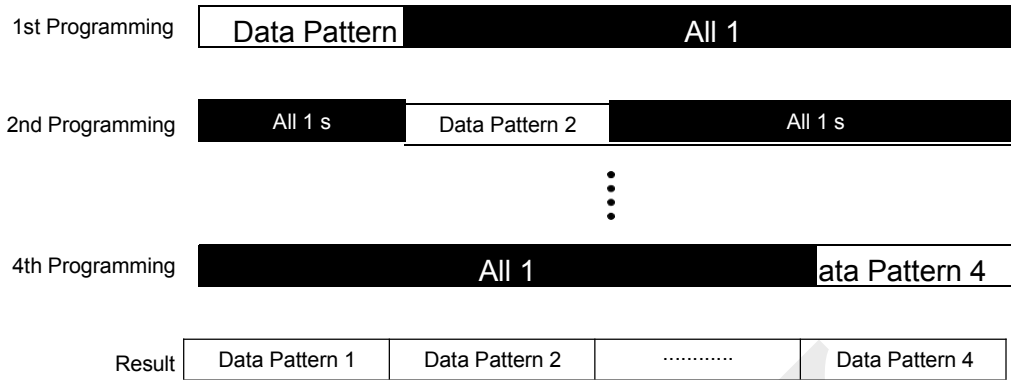 1st Programming Data Pattern All 1
2nd Programming All 1 s Data Pattern 2 All 1 s
4th Programming All 1 ata Pattern 4
Result Data Pattern 1 Data Pattern 2 ............ Data Pattern 4